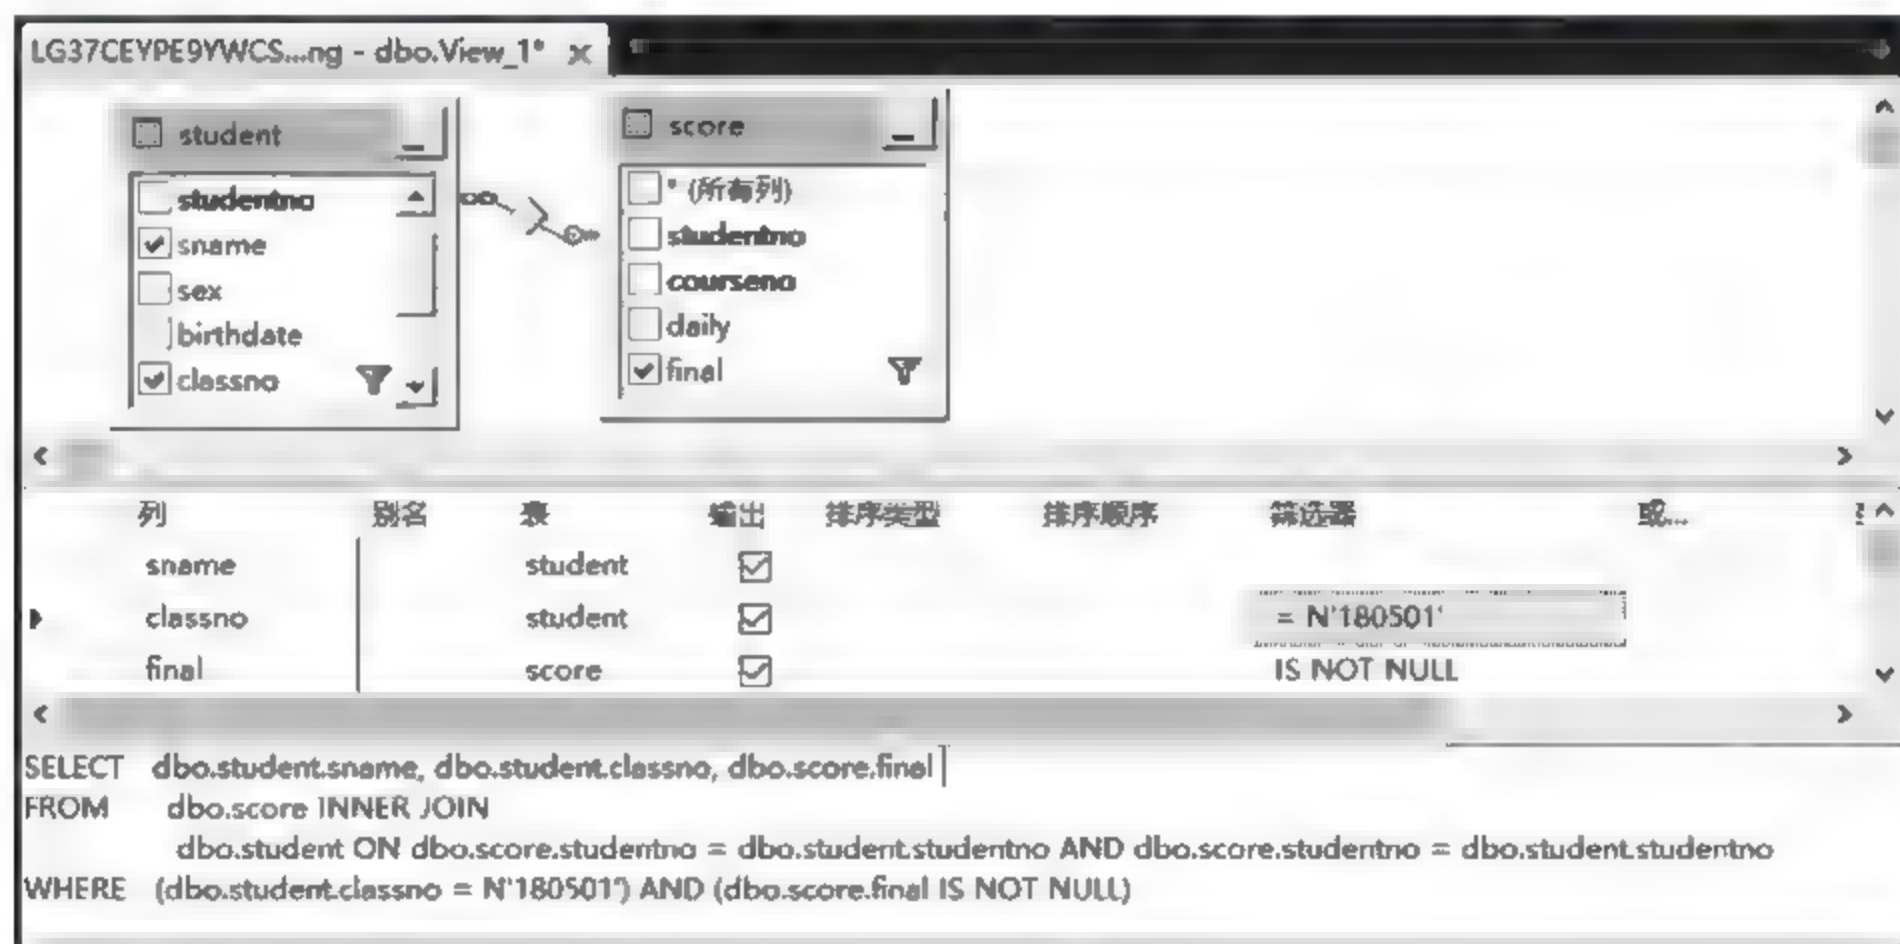 LG37CEYPE9YWCS...ng - dbo.View_1* ×
student
studentno
sname
sex
birthdate
classno
score
* (所有列)
studentno
courseno
daily
final
列 别名 表 输出 排序类型 排序顺序 筛选器 或...
sname student
classno student = N'180501'
final score IS NOT NULL
SELECT dbo.student.sname, dbo.student.classno, dbo.score.final
FROM dbo.score INNER JOIN
dbo.student ON dbo.score.studentno = dbo.student.studentno AND dbo.score.studentno = dbo.student.studentno
WHERE (dbo.student.classno = N'180501') AND (dbo.score.final IS NOT NULL)